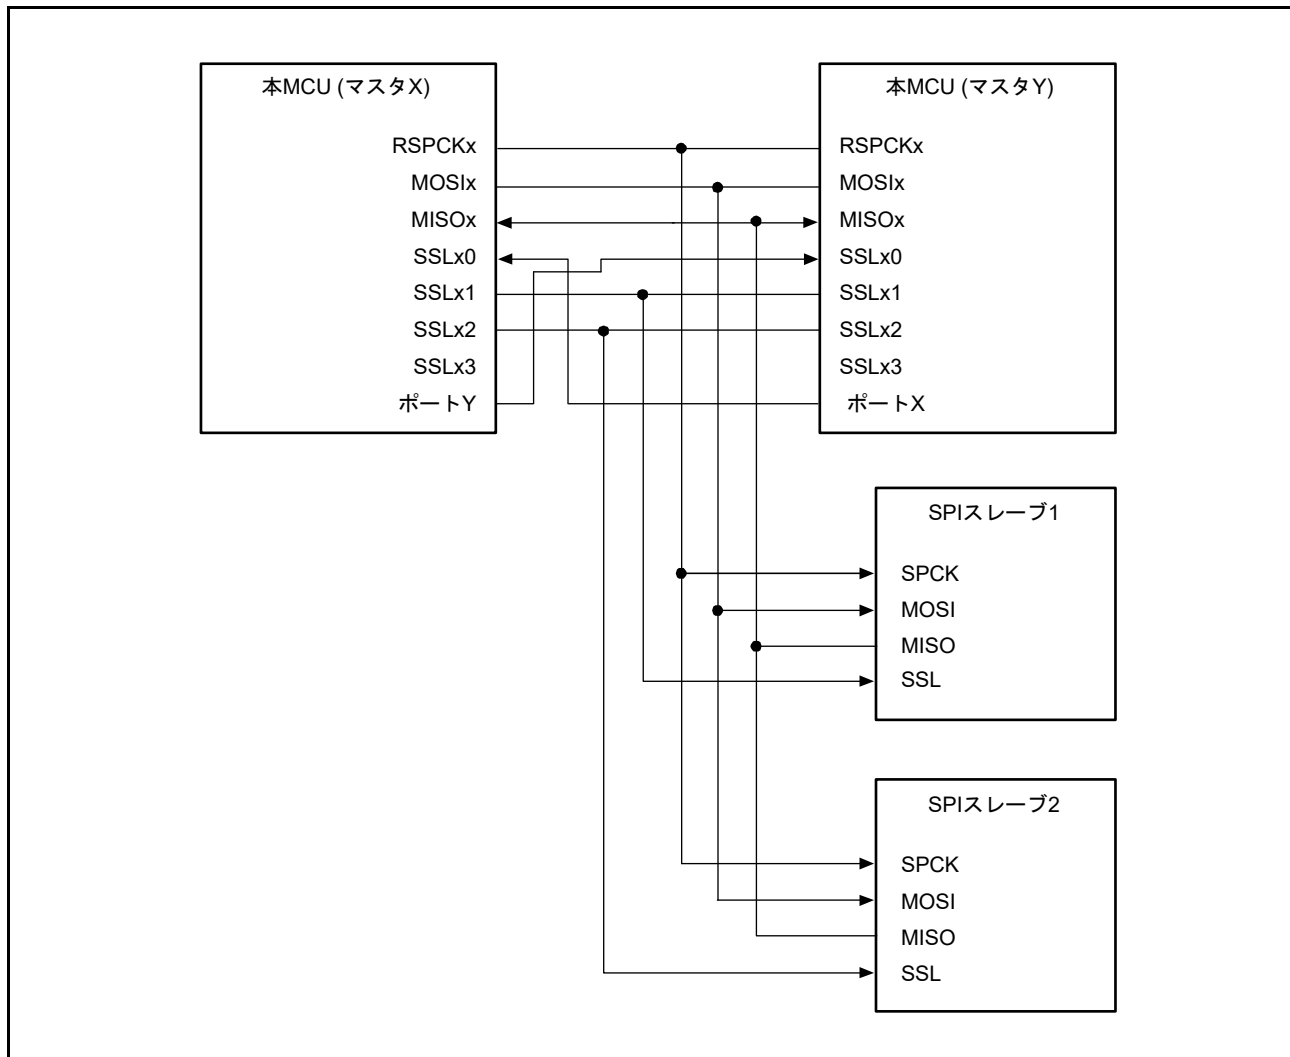 本MCU (マスタX)
RSPCKx
MOSIx
MISOx
SSLx0
SSLx1
SSLx2
SSLx3
ポートY
本MCU (マスタY)
RSPCKx
MOSIx
MISOx
SSLx0
SSLx1
SSLx2
SSLx3
ポートX
SPIスレーブ1
SPCK
MOSI
MISO
SSL
SPIスレーブ2
SPCK
MOSI
MISO
SSL